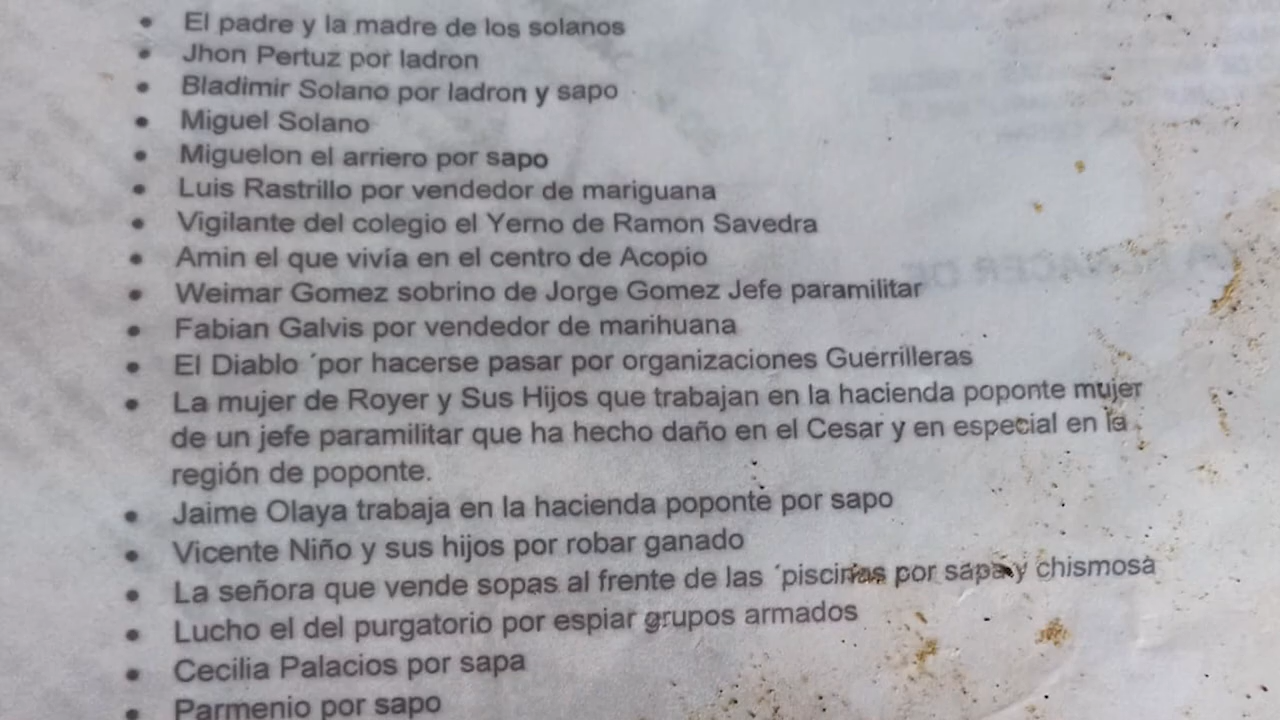 • El padre y la madre de los solanos
• Jhon Pertuz por ladron
• Bladimir Solano por ladron y sapo
• Miguel Solano
• Miguelon el arriero por sapo
• Luis Rastrillo por vendedor de mariguana
• Vigilante del colegio el Yerno de Ramon Savedra
• Amin el que vivía en el centro de Acopio
• Weimar Gomez sobrino de Jorge Gomez Jefe paramilitar
• Fabian Galvis por vendedor de marihuana
• El Diablo ´por hacerse pasar por organizaciones Guerrilleras
• La mujer de Royer y Sus Hijos que trabajan en la hacienda poponte mujer
de un jefe paramilitar que ha hecho daño en el Cesar y en especial en la
región de poponte.
• Jaime Olaya trabaja en la hacienda poponte por sapo
• Vicente Niño y sus hijos por robar ganado
• La señora que vende sopas al frente de las ´piscinas por sapa y chismosa
• Lucho el del purgatorio por espiar grupos armados
• Cecilia Palacios por sapa
• Parmenio por sapo